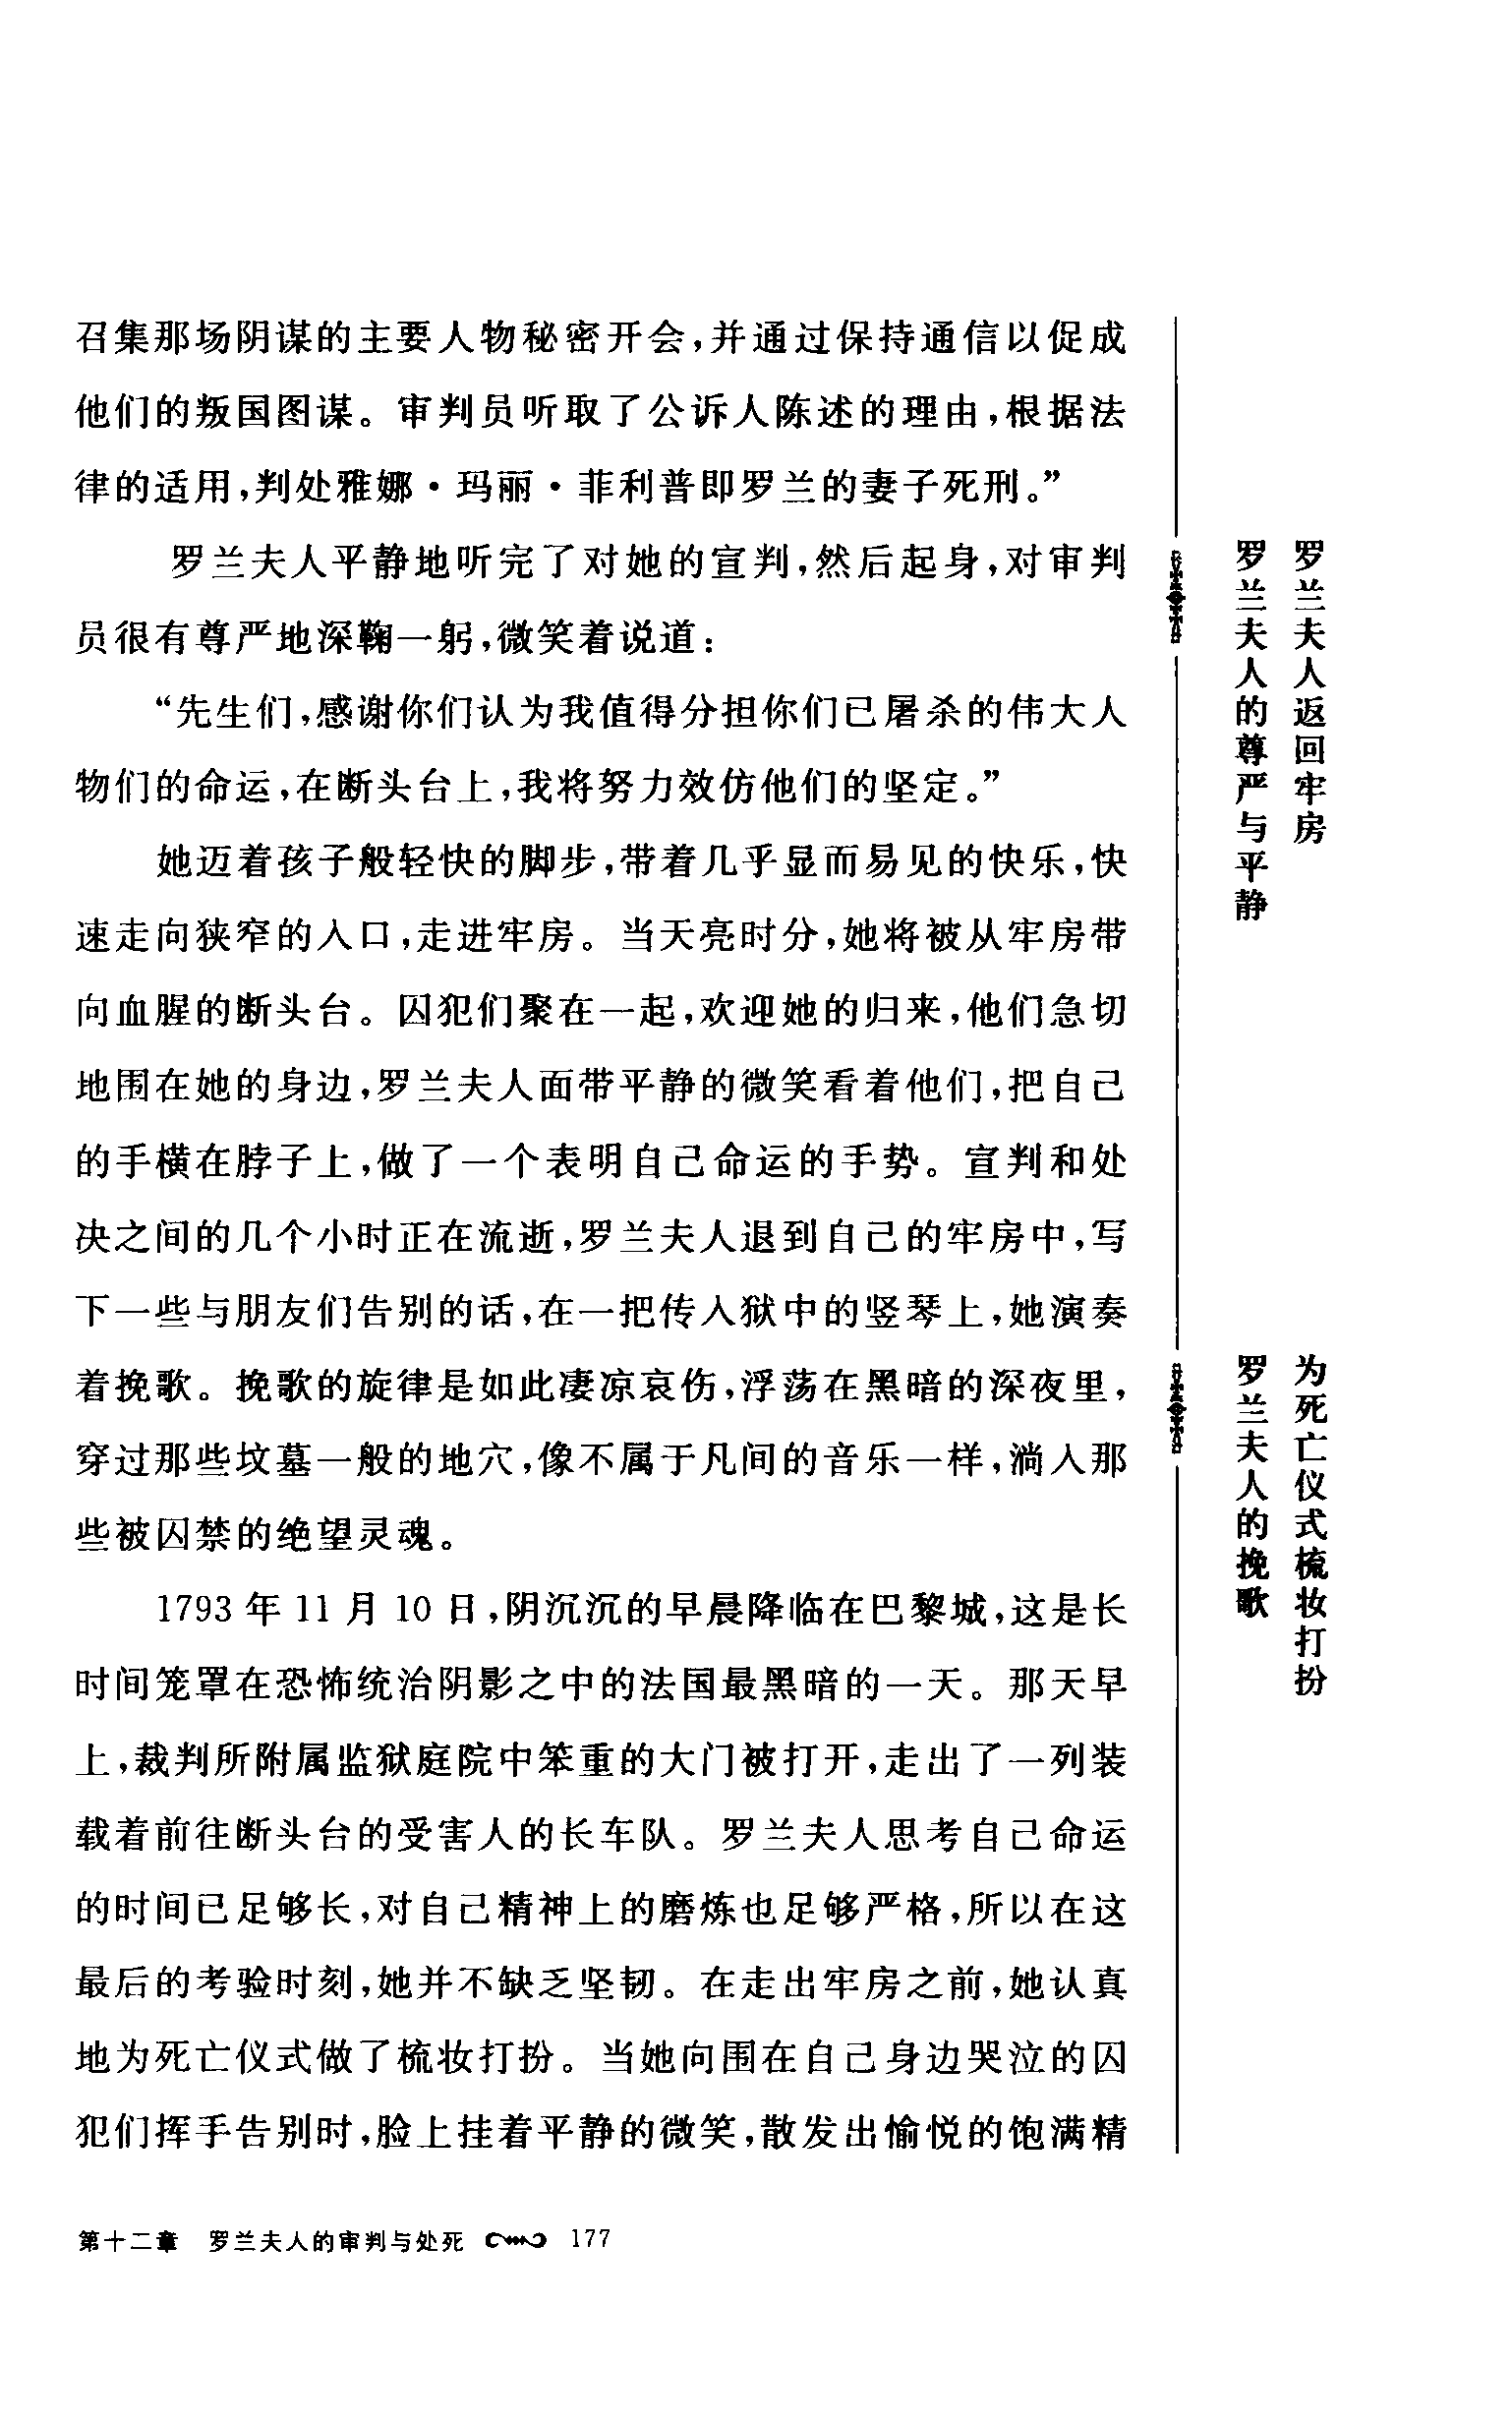 召集那场阴谋的主要人物秘密开会,并通过保持通信以促成
他们的叛国图谋。审判员听取了公诉人陈述的理由,根据法
律的适用,判处雅娜·玛丽·菲利普即罗兰的妻子死刑。”
罗兰夫人平静地听完了对她的宣判,然后起身,对审判
员很有尊严地深鞠一躬,微笑着说道:
“先生们,感谢你们认为我值得分担你们已屠杀的伟大人
物们的命运,在断头台上,我将努力效仿他们的坚定。”
她迈着孩子般轻快的脚步,带着几乎显而易见的快乐,快
速走向狭窄的入口,走进牢房。当天亮时分,她将被从牢房带
向血腥的断头台。囚犯们聚在一起,欢迎她的归来,他们急切
地围在她的身边,罗兰夫人面带平静的微笑看着他们,把自己
的手横在脖子上,做了一个表明自己命运的手势。宣判和处
决之间的几个小时正在流逝,罗兰夫人退到自己的牢房中,写
下一些与朋友们告别的话,在一把传入狱中的竖琴上,她演奏
着挽歌。挽歌的旋律是如此凄凉哀伤,浮荡在黑暗的深夜里,
穿过那些坟墓一般的地穴,像不属于凡间的音乐一样,淌入那
些被囚禁的绝望灵魂。
1793年11月10日,阴沉沉的早晨降临在巴黎城,这是长
时间笼罩在恐怖统治阴影之中的法国最黑暗的一天。那天早
上,裁判所附属监狱庭院中笨重的大门被打开,走出了一列装
载着前往断头台的受害人的长车队。罗兰夫人思考自己命运
的时间已足够长,对自己精神上的磨炼也足够严格,所以在这
最后的考验时刻,她并不缺乏坚韧。在走出牢房之前,她认真
地为死亡仪式做了梳妆打扮。当她向围在自己身边哭泣的囚
犯们挥手告别时,脸上挂着平静的微笑,散发出愉悦的饱满精
罗兰夫人返回牢房
罗兰夫人的尊严与平静
为死亡仪式梳妆打扮
罗兰夫人的挽歌
第十二章 罗兰夫人的审判与处死 177